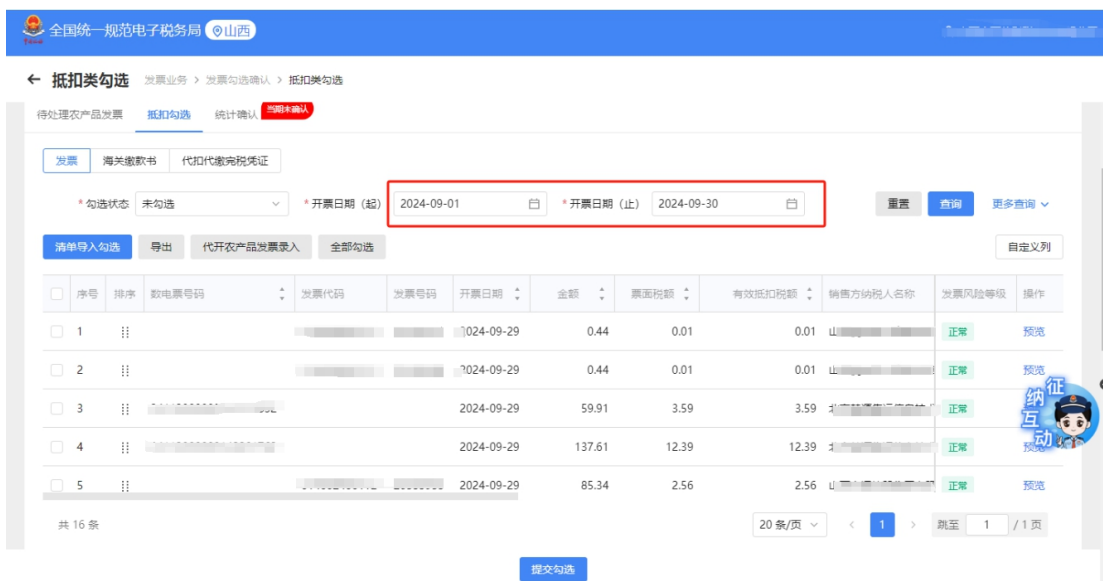 全国统一规范电子税务局 山西
抵扣类勾选 发票业务 > 发票勾选确认 > 抵扣类勾选
待处理农产品发票 抵扣勾选 统计确认 当期未确认
发票 海关缴款书 代扣代缴完税凭证
*勾选状态 未勾选 *开票日期（起） 2024-09-01 *开票日期（止） 2024-09-30 重置 查询 更多查询
清单导入勾选 导出 代开农产品发票录入 全部勾选 自定义列
序号 排序 数电票号码 发票代码 发票号码 开票日期 金额 票面税额 有效抵扣税额 销售方纳税人名称 发票风险等级 操作
1 2024-09-29 0.44 0.01 0.01 正常 预览
2 2024-09-29 0.44 0.01 0.01 正常 预览
3 2024-09-29 59.91 3.59 3.59 正常
4 2024-09-29 137.61 12.39 12.39 正常
5 2024-09-29 85.34 2.56 2.56 正常 预览
征纳互动
共 16 条 20 条/页 < 1 > 跳至 1 / 1 页
提交勾选